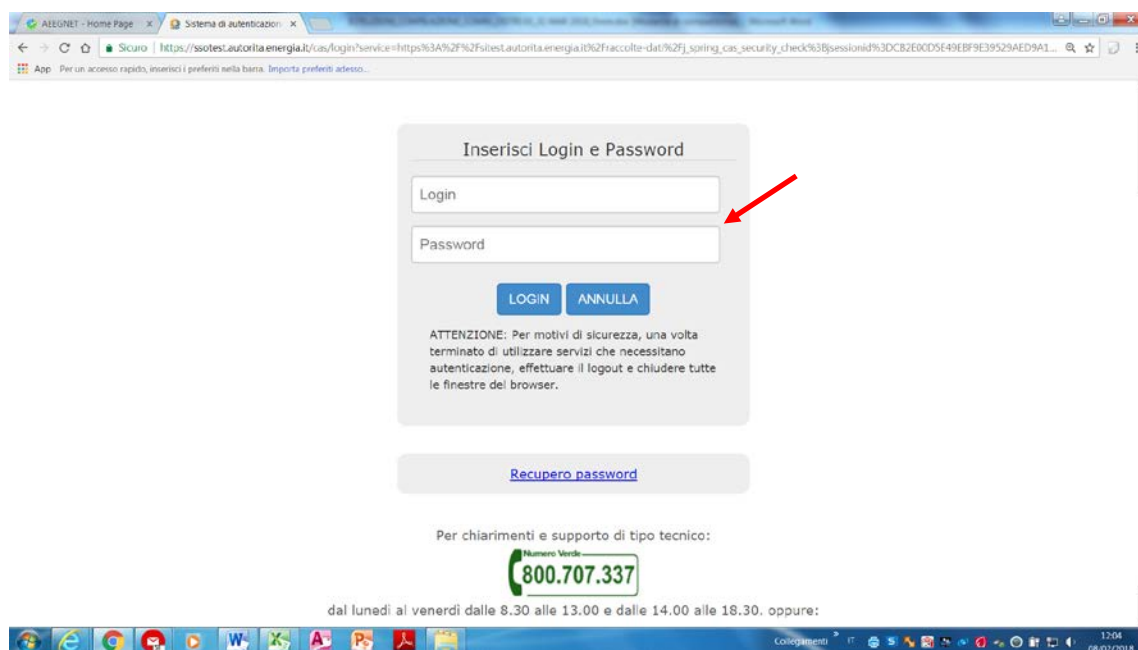 AEEGNET - Home Page
Sistema di autenticazion
Sicuro
https://ssotest.autorita.energia.it/cas/login?service=https%3A%2F%2Fsitest.autorita.energia.it%2Fraccolte-dati%2Fj_spring_cas_security_check%3Bjsessionid%3DCB2E00D5E49EBF9E39529AED9A1...
App Per un accesso rapido, inserisci i preferiti nella barra. Importa preferiti adesso...
Inserisci Login e Password
Login
Password
LOGIN ANNULLA
ATTENZIONE: Per motivi di sicurezza, una volta
terminato di utilizzare servizi che necessitano
autenticazione, effettuare il logout e chiudere tutte
le finestre del browser.
Recupero password
Per chiarimenti e supporto di tipo tecnico:
Numero Verde
800.707.337
dal lunedì al venerdì dalle 8.30 alle 13.00 e dalle 14.00 alle 18.30. oppure:
Collegamenti IT
12:04
08/02/2018